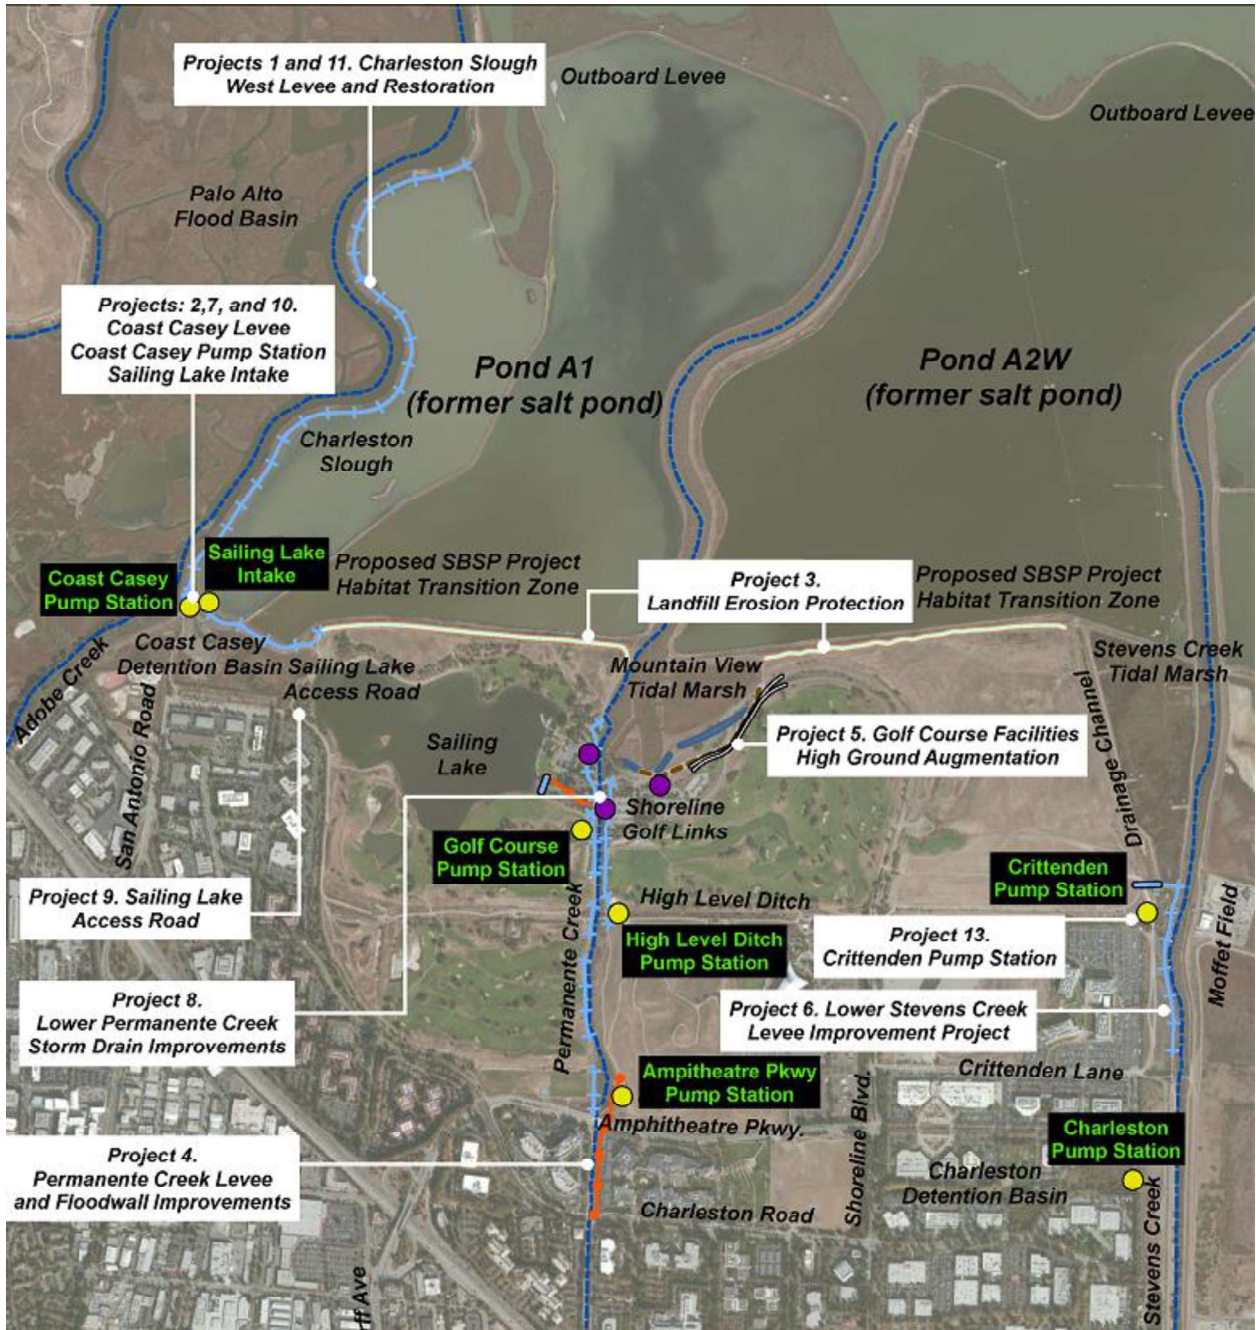 Projects 1 and 11. Charleston Slough
West Levee and Restoration
Outboard Levee
Outboard Levee
Palo Alto
Flood Basin
Projects: 2,7, and 10.
Coast Casey Levee
Coast Casey Pump Station
Sailing Lake Intake
Pond A1
(former salt pond)
Pond A2W
(former salt pond)
Charleston
Slough
Sailing Lake
Intake
Coast Casey
Pump Station
Proposed SBSP Project
Habitat Transition Zone
Project 3.
Landfill Erosion Protection
Proposed SBSP Project
Habitat Transition Zone
Adobe Creek
Coast Casey
Detention Basin
Sailing Lake
Access Road
Mountain View
Tidal Marsh
Stevens Creek
Tidal Marsh
San Antonio Road
Sailing
Lake
Project 5. Golf Course Facilities
High Ground Augmentation
Drainage Channel
Shoreline
Golf Links
Golf Course
Pump Station
Crittenden
Pump Station
Project 9. Sailing Lake
Access Road
High Level Ditch
High Level Ditch
Pump Station
Project 13.
Crittenden Pump Station
Moffet Field
Permanente Creek
Project 8.
Lower Permanente Creek
Storm Drain Improvements
Project 6. Lower Stevens Creek
Levee Improvement Project
Ampitheatre Pkwy
Pump Station
Crittenden Lane
Amphitheatre Pkwy.
Shoreline Blvd.
Charleston
Pump Station
Project 4.
Permanente Creek Levee
and Floodwall Improvements
Charleston
Detention Basin
Charleston Road
Stevens Creek
rff Ave